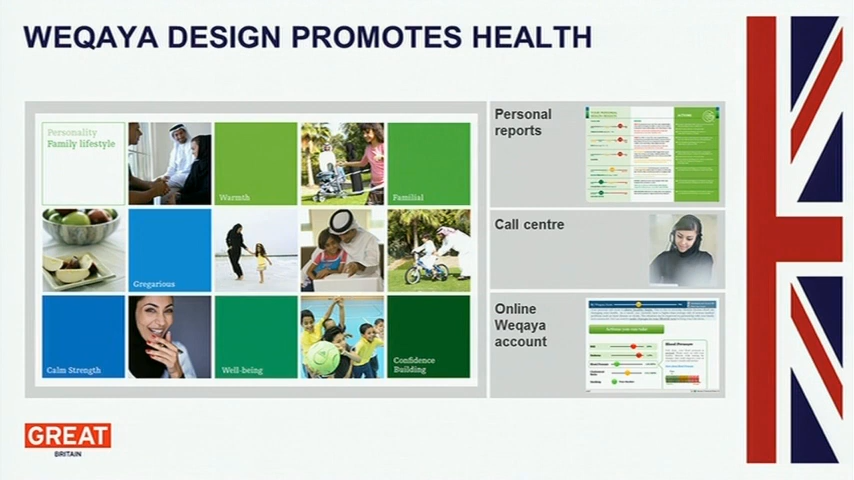 WEQAYA DESIGN PROMOTES HEALTH
Personality
Family lifestyle
Warmth
Familial
Gregarious
Calm Strength
Well-being
Confidence
Building
Personal
reports
Call centre
Online
Weqaya
account
GREAT
BRITAIN